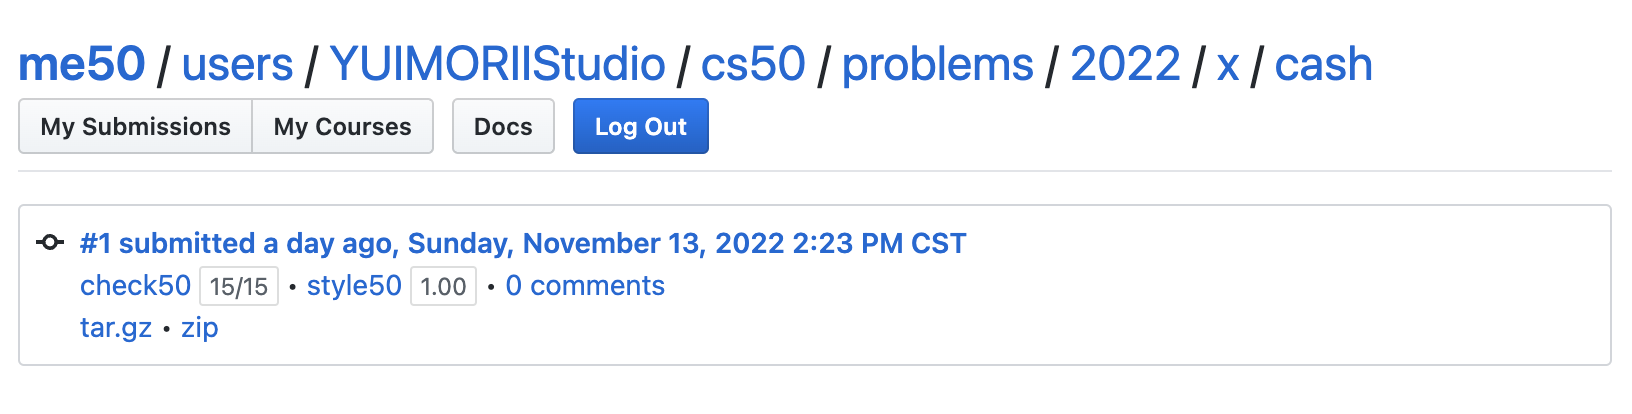 me50 / users / YUIMORIIStudio / cs50 / problems / 2022 / x / cash
My Submissions My Courses Docs Log Out
#1 submitted a day ago, Sunday, November 13, 2022 2:23 PM CST
check50 15/15 • style50 1.00 • 0 comments
tar.gz • zip